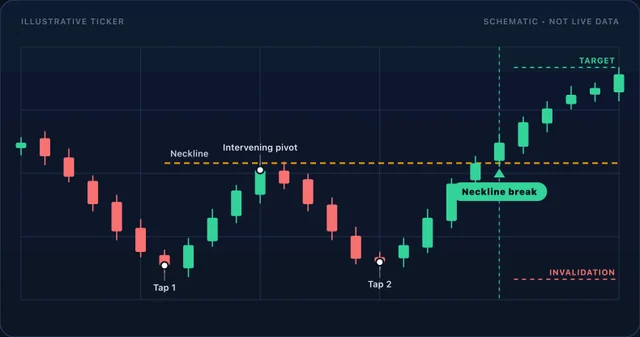 ILLUSTRATIVE TICKER
SCHEMATIC • NOT LIVE DATA
TARGET
Intervening pivot
Neckline
Neckline break
INVALIDATION
Tap 1
Tap 2